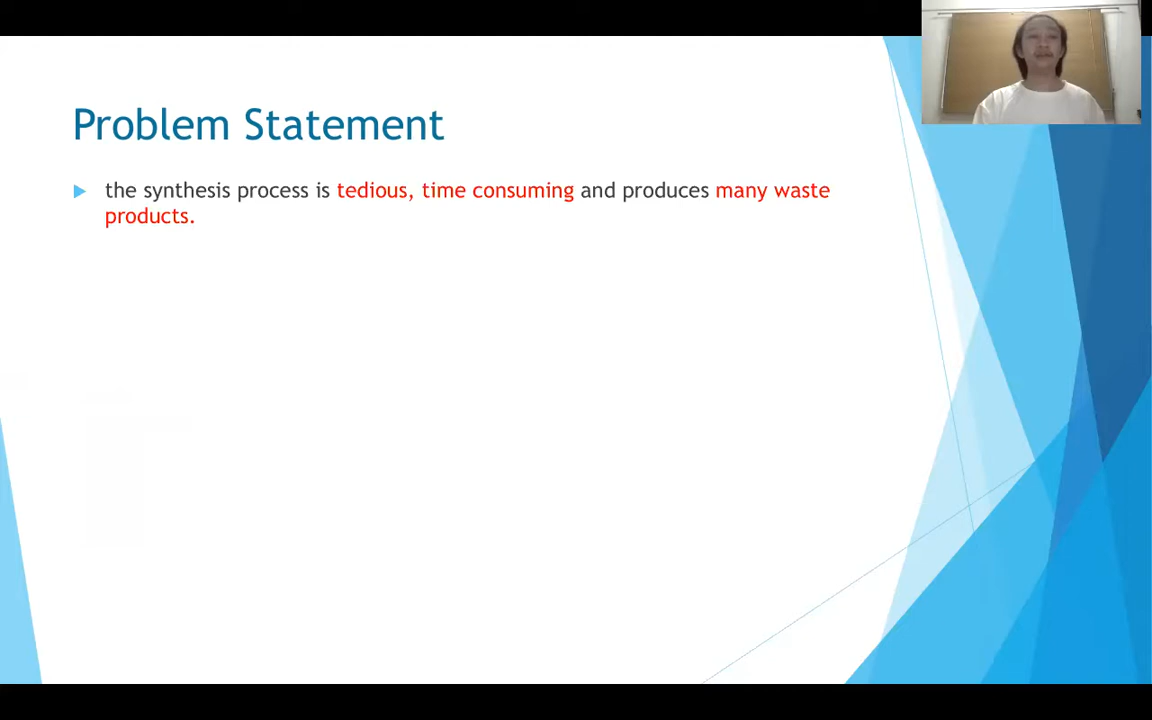 Problem Statement
the synthesis process is tedious, time consuming and produces many waste
products.